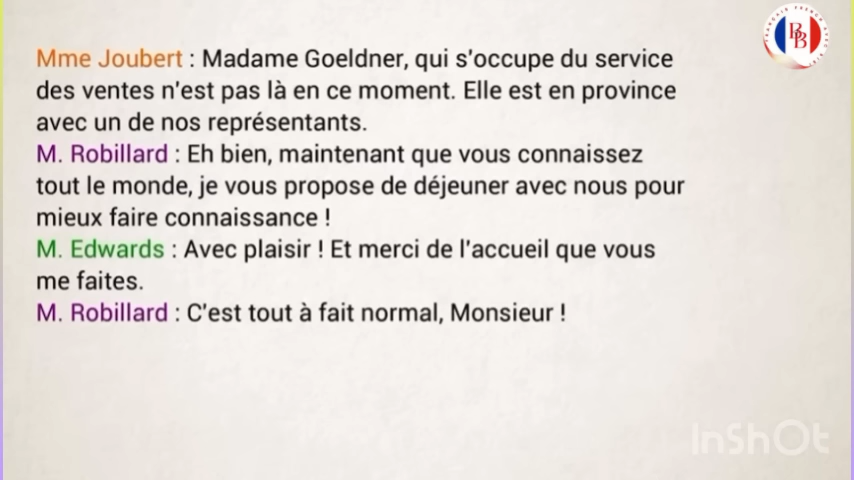 Mme Joubert : Madame Goeldner, qui s'occupe du service
des ventes n'est pas là en ce moment. Elle est en province
avec un de nos représentants.
M. Robillard : Eh bien, maintenant que vous connaissez
tout le monde, je vous propose de déjeuner avec nous pour
mieux faire connaissance !
M. Edwards : Avec plaisir ! Et merci de l'accueil que vous
me faites.
M. Robillard : C'est tout à fait normal, Monsieur !
InShOt